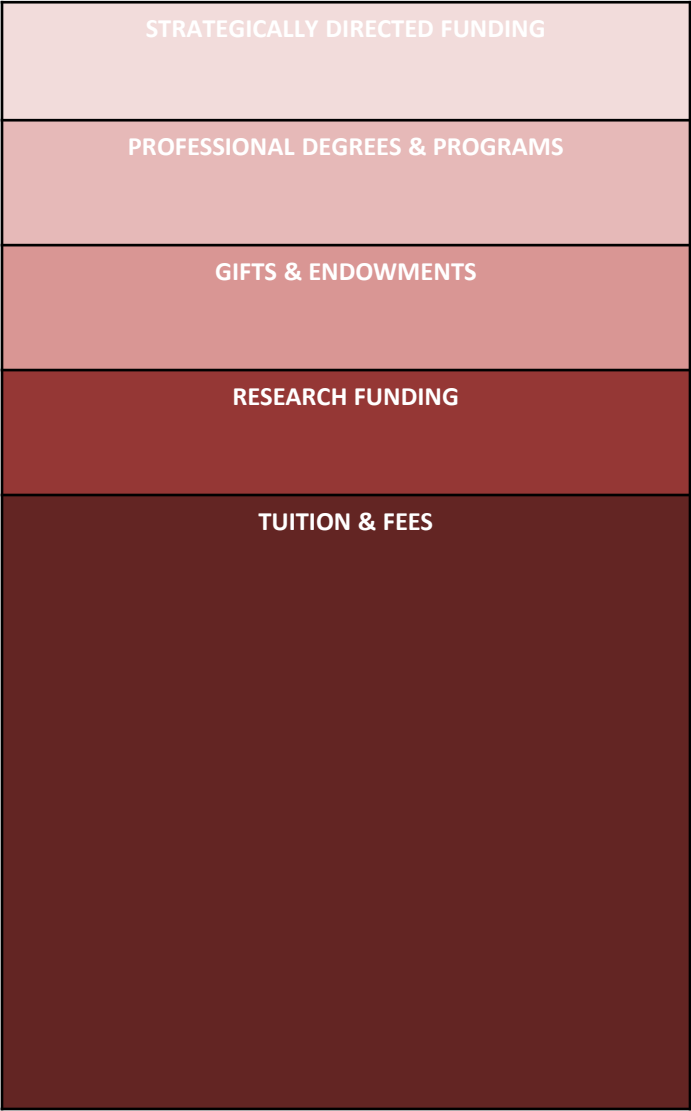 STRATEGICALLY DIRECTED FUNDING
PROFESSIONAL DEGREES & PROGRAMS
GIFTS & ENDOWMENTS
RESEARCH FUNDING
TUITION & FEES